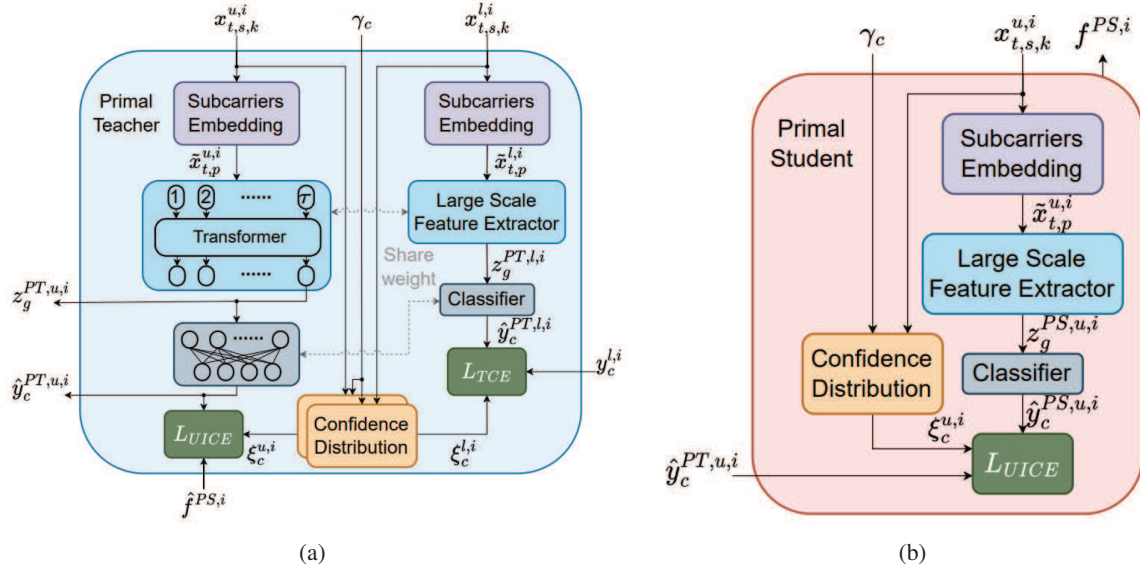 x_{t,s,k}^{u,i}
γ_c
x_{t,s,k}^{l,i}
Primal
Teacher
Subcarriers
Embedding
Subcarriers
Embedding
x̃_{t,p}^{u,i}
x̃_{t,p}^{l,i}
1 2 ...... τ
Transformer
......
Large Scale
Feature Extractor
Share
weight
z_g^{PT,u,i}
z_g^{PT,l,i}
Classifier
......
ŷ_c^{PT,l,i}
ŷ_c^{PT,u,i}
L_{TCE}
y_c^{l,i}
L_{UICE}
ξ_c^{u,i}
Confidence
Distribution
ξ_c^{l,i}
f̂^{PS,i}
(a)
γ_c
x_{t,s,k}^{u,i}
f^{PS,i}
Primal
Student
Subcarriers
Embedding
x̃_{t,p}^{u,i}
Large Scale
Feature Extractor
z_g^{PS,u,i}
Confidence
Distribution
Classifier
ŷ_c^{PS,u,i}
ξ_c^{u,i}
ŷ_c^{PT,u,i}
L_{UICE}
(b)